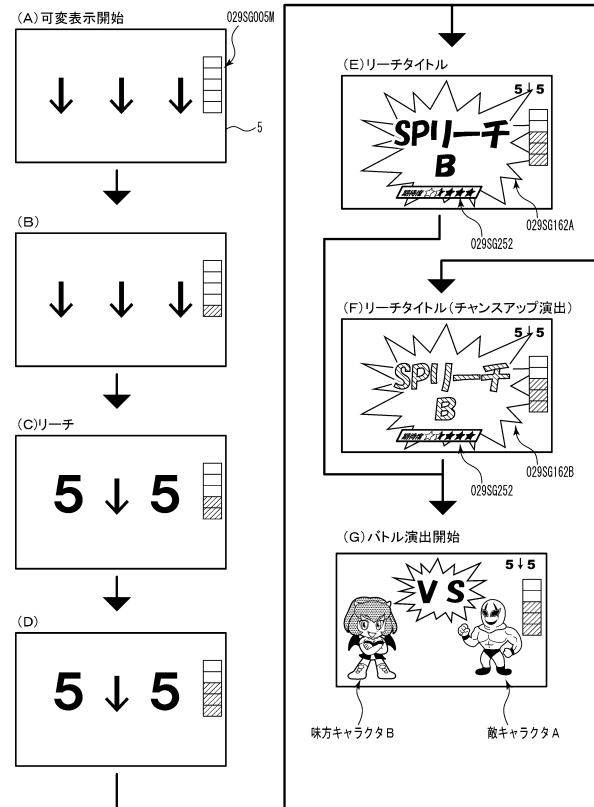 (A)可変表示開始
029SG005M
5
(B)
(C)リーチ
5↓5
(D)
5↓5
(E)リーチタイトル
5↓5
SPリーチ
B
期待度☆★★★★
029SG162A
029SG252
(F)リーチタイトル(チャンスアップ演出)
5↓5
SPリーチ
B
期待度☆★★★★
029SG162B
029SG252
(G)バトル演出開始
5↓5
VS
味方キャラクタB
敵キャラクタA